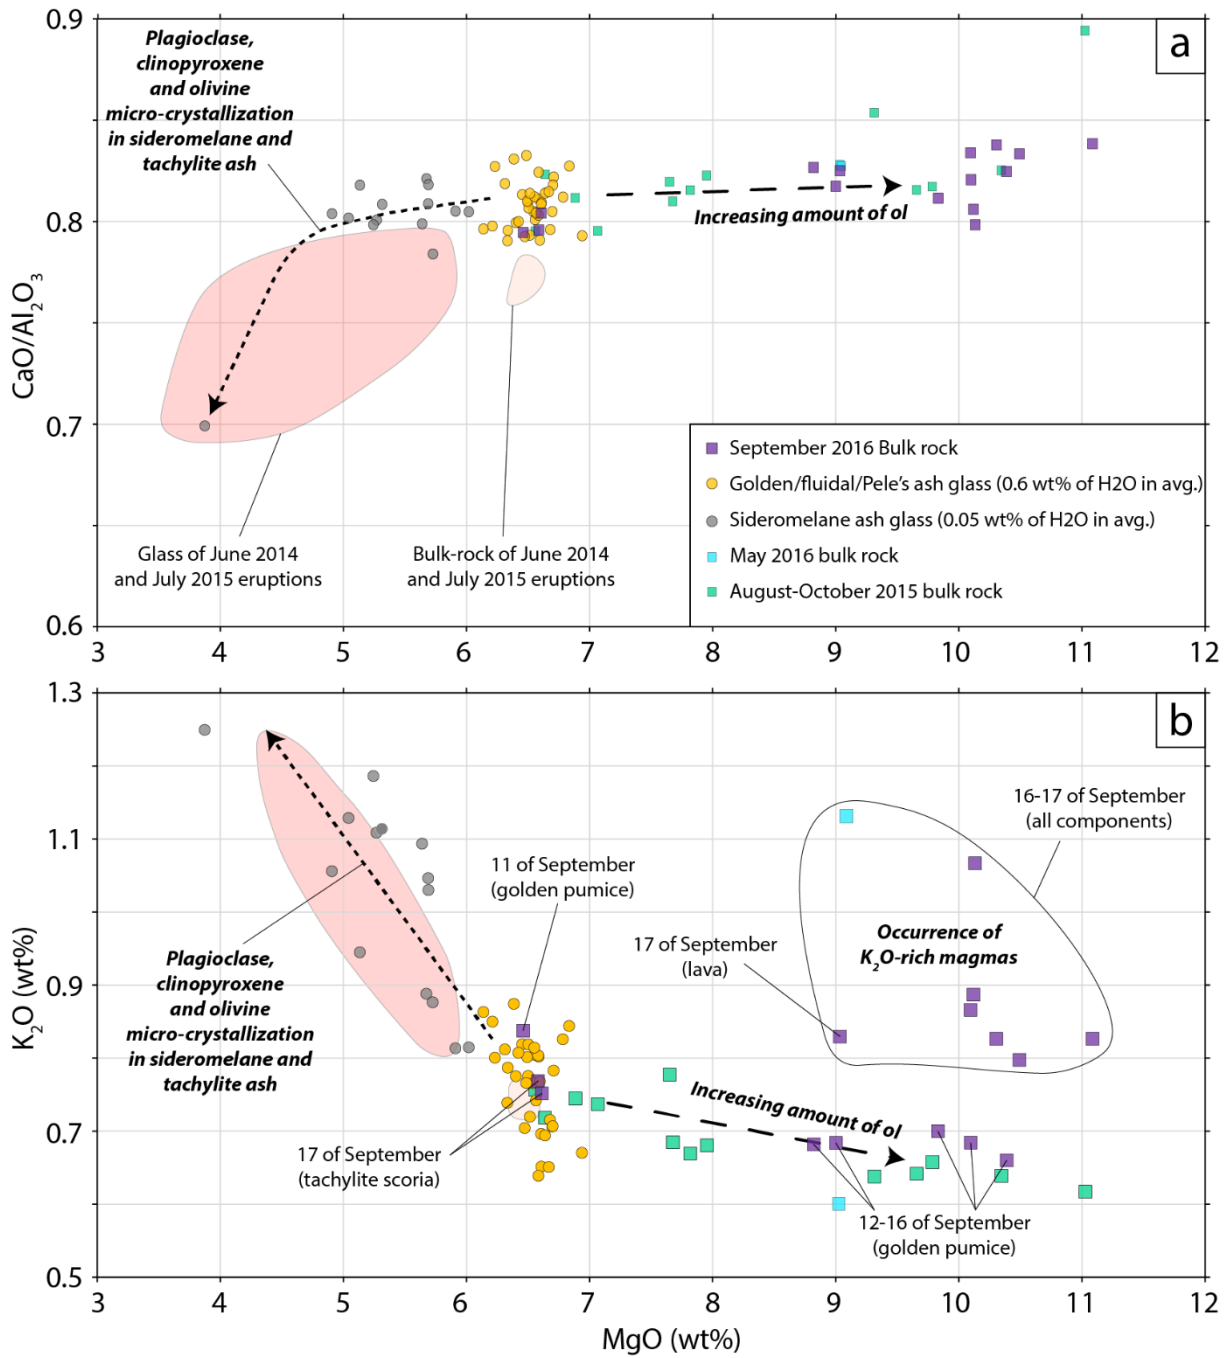 a
0.9
0.8
0.7
0.6
CaO/Al2O3
Plagioclase,
clinopyroxene
and olivine
micro-crystallization
in sideromelane and
tachylite ash
Increasing amount of ol
Glass of June 2014
and July 2015 eruptions
Bulk-rock of June 2014
and July 2015 eruptions
September 2016 Bulk rock
Golden/fluidal/Pele's ash glass (0.6 wt% of H2O in avg.)
Sideromelane ash glass (0.05 wt% of H2O in avg.)
May 2016 bulk rock
August-October 2015 bulk rock
3 4 5 6 7 8 9 10 11 12
b
1.3
1.1
0.9
0.7
0.5
K2O (wt%)
16-17 of September
(all components)
11 of September
(golden pumice)
Occurrence of
K2O-rich magmas
17 of September
(lava)
Plagioclase,
clinopyroxene
and olivine
micro-crystallization
in sideromelane and
tachylite ash
Increasing amount of ol
17 of September
(tachylite scoria)
12-16 of September
(golden pumice)
3 4 5 6 7 8 9 10 11 12
MgO (wt%)